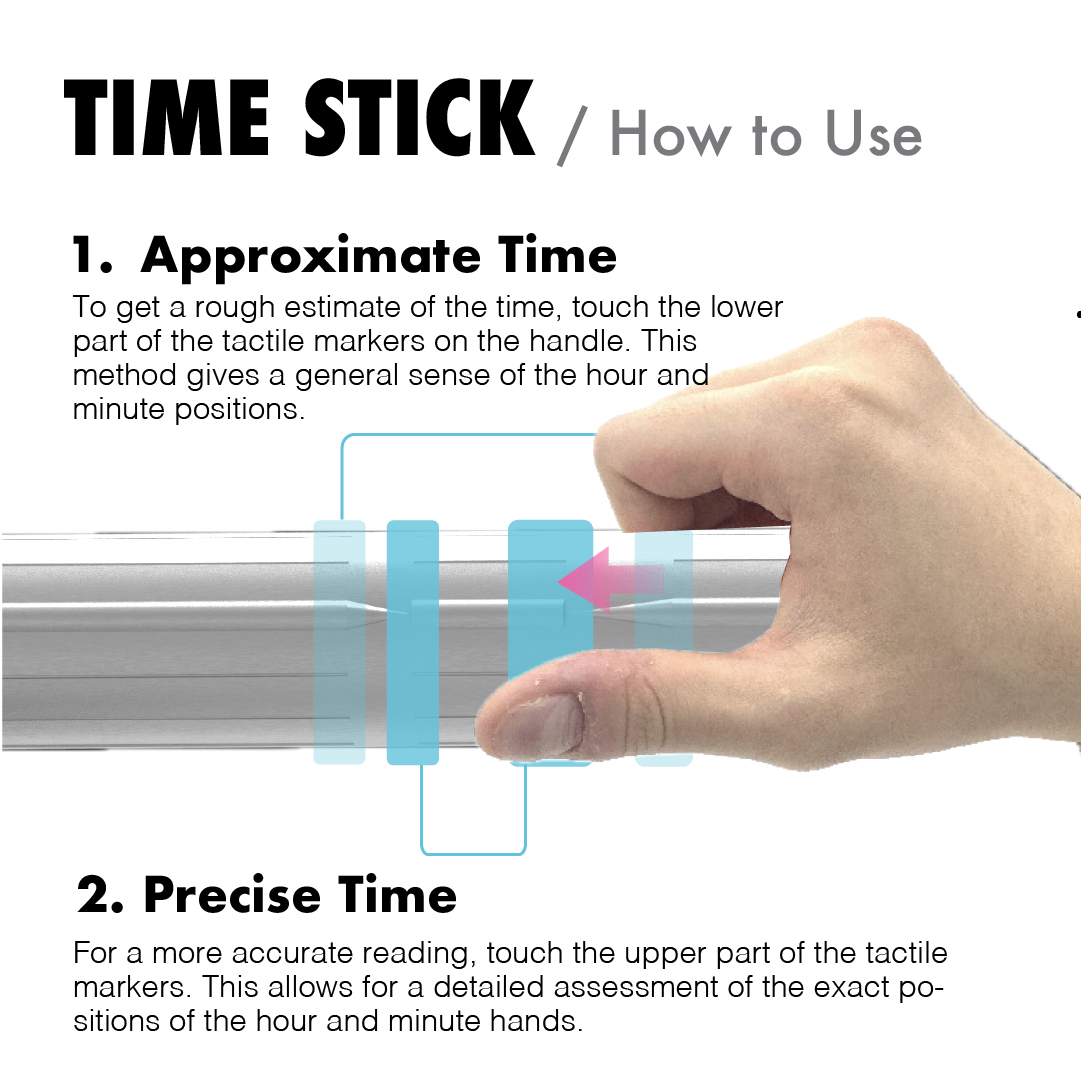 TIME STICK / How to Use
1. Approximate Time
To get a rough estimate of the time, touch the lower
part of the tactile markers on the handle. This
method gives a general sense of the hour and
minute positions.
2. Precise Time
For a more accurate reading, touch the upper part of the tactile
markers. This allows for a detailed assessment of the exact po-
sitions of the hour and minute hands.